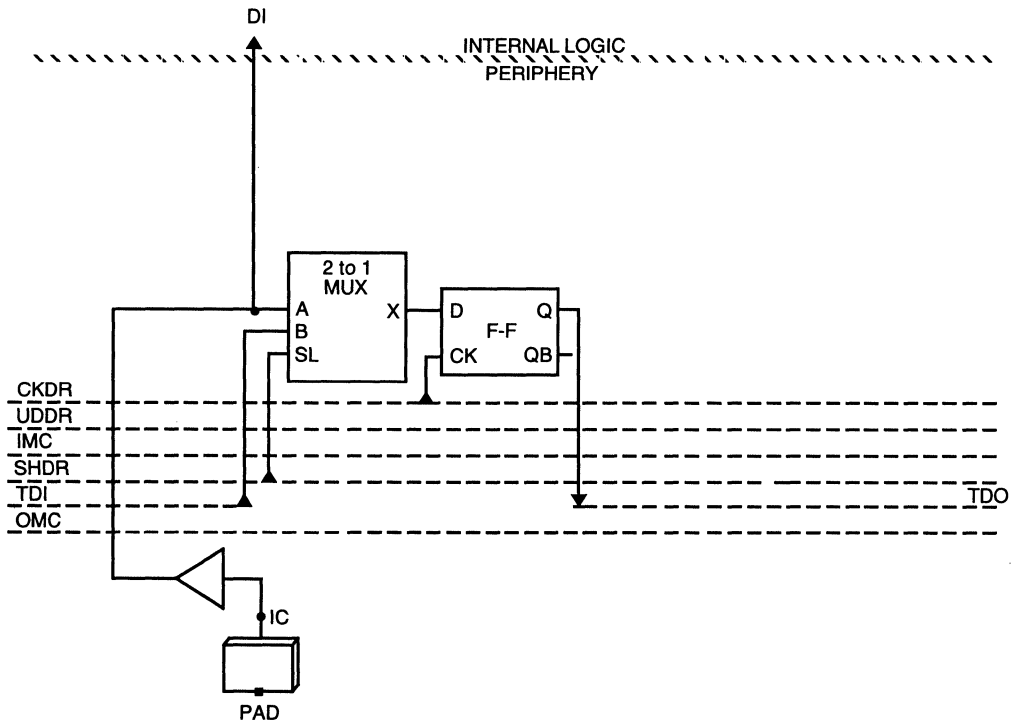 DI
INTERNAL LOGIC
PERIPHERY
2 to 1
MUX
A
X
B
SL
D
Q
F-F
CK
QB
CKDR
UDDR
IMC
SHDR
TDI
TDO
OMC
IC
PAD